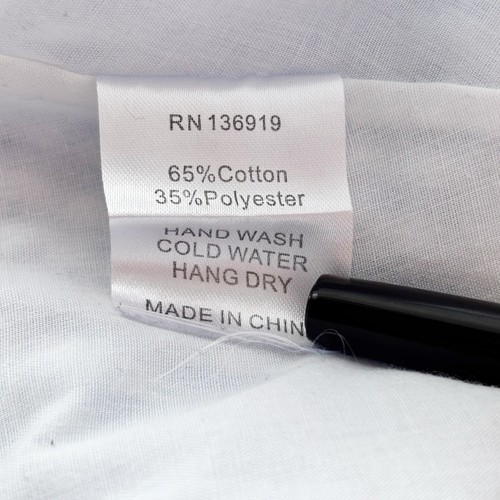 RN 136919
65%Cotton
35%Polyester
HAND WASH
COLD WATER
HANG DRY
MADE IN CHIN